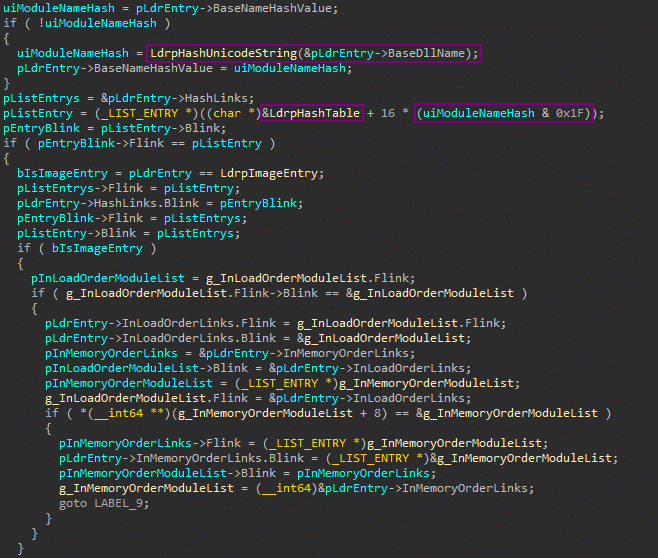 uiModuleNameHash = pLdrEntry->BaseNameHashValue;
if ( !uiModuleNameHash )
{
  uiModuleNameHash = LdrpHashUnicodeString(&pLdrEntry->BaseDllName);
  pLdrEntry->BaseNameHashValue = uiModuleNameHash;
}
pListEntrys = &pLdrEntry->HashLinks;
pListEntry = (_LIST_ENTRY *)((char *)&LdrpHashTable + 16 * (uiModuleNameHash & 0x1F));
pEntryBlink = pListEntry->Blink;
if ( pEntryBlink->Flink == pListEntry )
{
  bIsImageEntry = pLdrEntry == LdrpImageEntry;
  pListEntrys->Flink = pListEntry;
  pLdrEntry->HashLinks.Blink = pEntryBlink;
  pEntryBlink->Flink = pListEntrys;
  pListEntry->Blink = pListEntrys;
  if ( bIsImageEntry )
  {
    pInLoadOrderModuleList = g_InLoadOrderModuleList.Flink;
    if ( g_InLoadOrderModuleList.Flink->Blink == &g_InLoadOrderModuleList )
    {
      pLdrEntry->InLoadOrderLinks.Flink = g_InLoadOrderModuleList.Flink;
      pLdrEntry->InLoadOrderLinks.Blink = &g_InLoadOrderModuleList;
      pInMemoryOrderLinks = &pLdrEntry->InMemoryOrderLinks;
      pInLoadOrderModuleList->Blink = &pLdrEntry->InLoadOrderLinks;
      pInMemoryOrderModuleList = (_LIST_ENTRY *)g_InMemoryOrderModuleList;
      g_InLoadOrderModuleList.Flink = &pLdrEntry->InLoadOrderLinks;
      if ( *(__int64 **)(g_InMemoryOrderModuleList + 8) == &g_InMemoryOrderModuleList )
      {
        pInMemoryOrderLinks->Flink = (_LIST_ENTRY *)g_InMemoryOrderModuleList;
        pLdrEntry->InMemoryOrderLinks.Blink = (_LIST_ENTRY *)&g_InMemoryOrderModuleList;
        pInMemoryOrderModuleList->Blink = pInMemoryOrderLinks;
        g_InMemoryOrderModuleList = (__int64)&pLdrEntry->InMemoryOrderLinks;
        goto LABEL_9;
      }
    }
  }